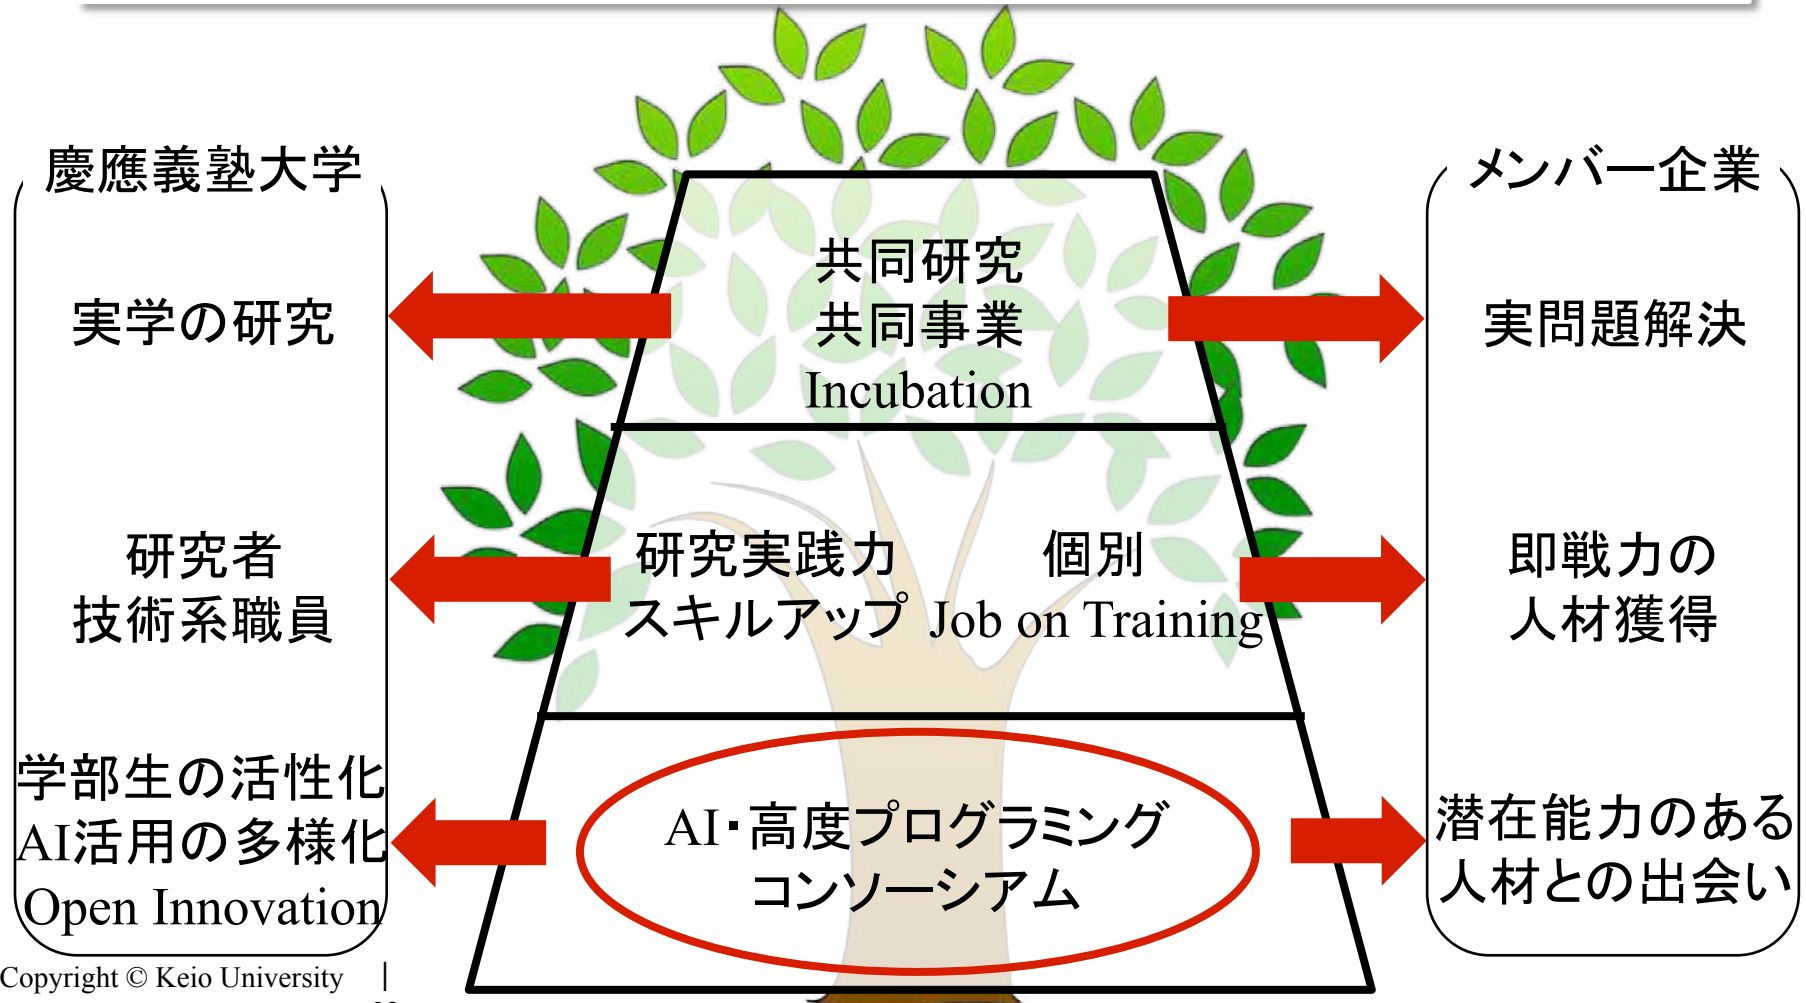 慶應義塾大学
実学の研究
研究者
技術系職員
学部生の活性化
AI活用の多様化
Open Innovation
共同研究
共同事業
Incubation
研究実践力
スキルアップ
個別
Job on Training
AI・高度プログラミング
コンソーシアム
メンバー企業
実問題解決
即戦力の
人材獲得
潜在能力のある
人材との出会い
Copyright © Keio University |